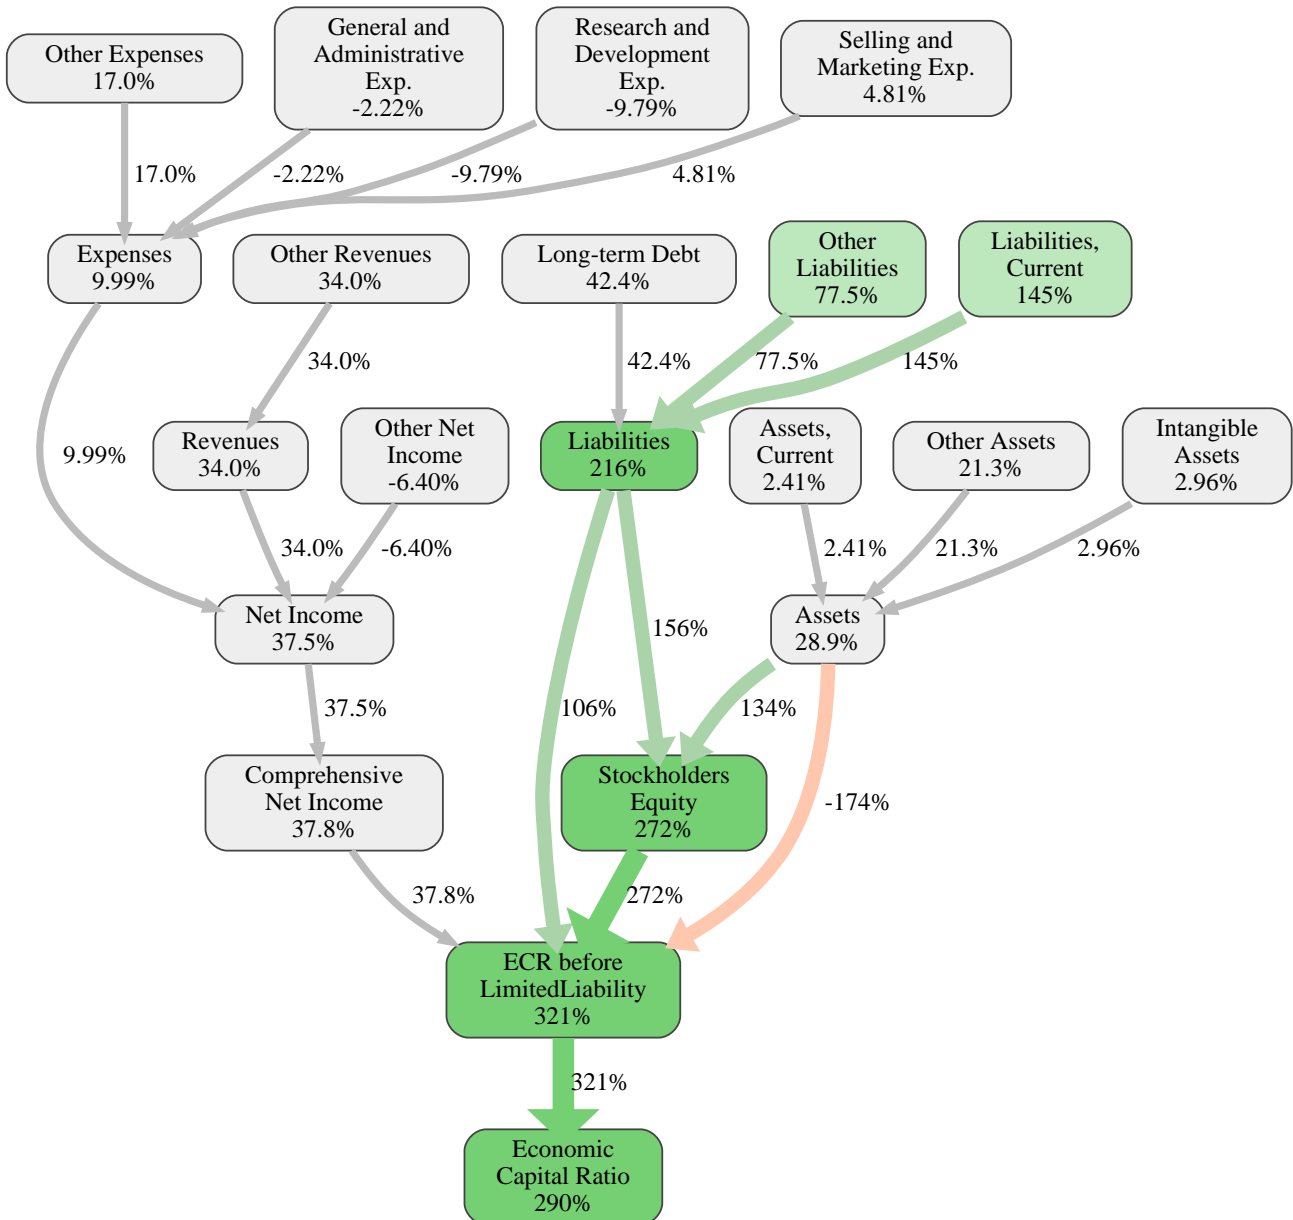 Other Expenses
17.0%
General and
Administrative
Exp.
-2.22%
Research and
Development
Exp.
-9.79%
Selling and
Marketing Exp.
4.81%
17.0%
-2.22%
-9.79%
4.81%
Expenses
9.99%
Other Revenues
34.0%
Long-term Debt
42.4%
Other
Liabilities
77.5%
Liabilities,
Current
145%
34.0%
42.4%
77.5%
145%
9.99%
Revenues
34.0%
Other Net
Income
-6.40%
Liabilities
216%
Assets,
Current
2.41%
Other Assets
21.3%
Intangible
Assets
2.96%
34.0%
-6.40%
2.41%
21.3%
2.96%
Net Income
37.5%
156%
Assets
28.9%
37.5%
106%
134%
Comprehensive
Net Income
37.8%
Stockholders
Equity
272%
-174%
37.8%
272%
ECR before
LimitedLiability
321%
321%
Economic
Capital Ratio
290%